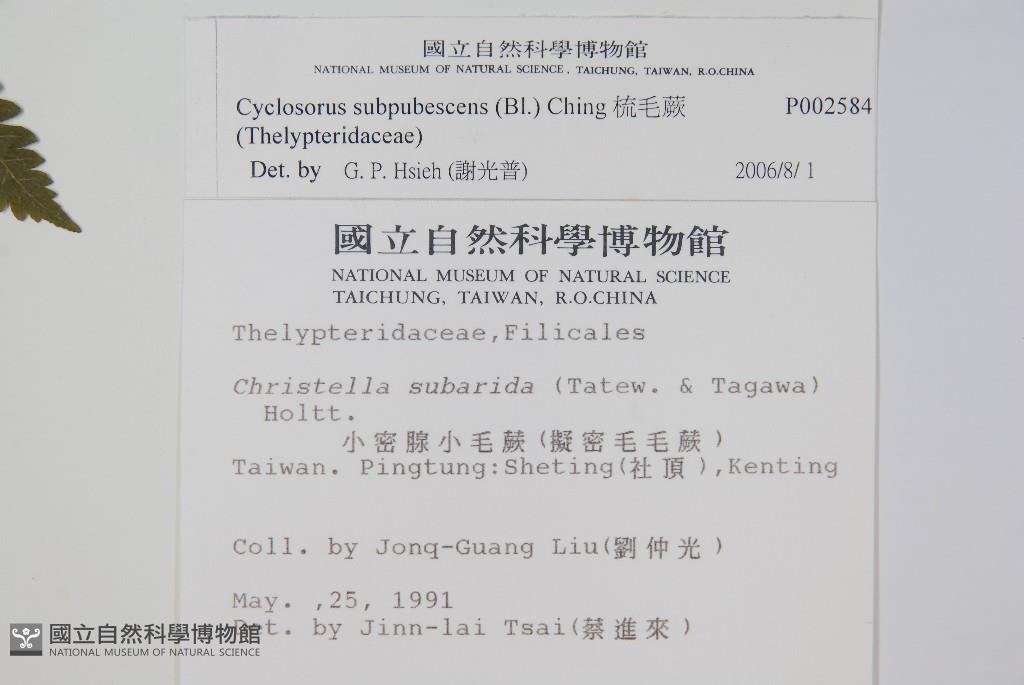 國立自然科學博物館
NATIONAL MUSEUM OF NATURAL SCIENCE, TAICHUNG, TAIWAN, R.O.CHINA
Cyclosorus subpubescens (Bl.) Ching 梳毛蕨 P002584
(Thelypteridaceae)
Det. by G. P. Hsieh (謝光普) 2006/8/ 1
國立自然科學博物館
NATIONAL MUSEUM OF NATURAL SCIENCE
TAICHUNG, TAIWAN, R.O.CHINA
Thelypteridaceae,Filicales
Christella subarida (Tatew. & Tagawa)
Holtt.
小密腺小毛蕨(擬密毛毛蕨)
Taiwan. Pingtung:Sheting(社頂),Kenting
Coll. by Jonq-Guang Liu(劉仲光)
May. ,25, 1991
Det. by Jinn-lai Tsai(蔡進來)
國立自然科學博物館
NATIONAL MUSEUM OF NATURAL SCIENCE